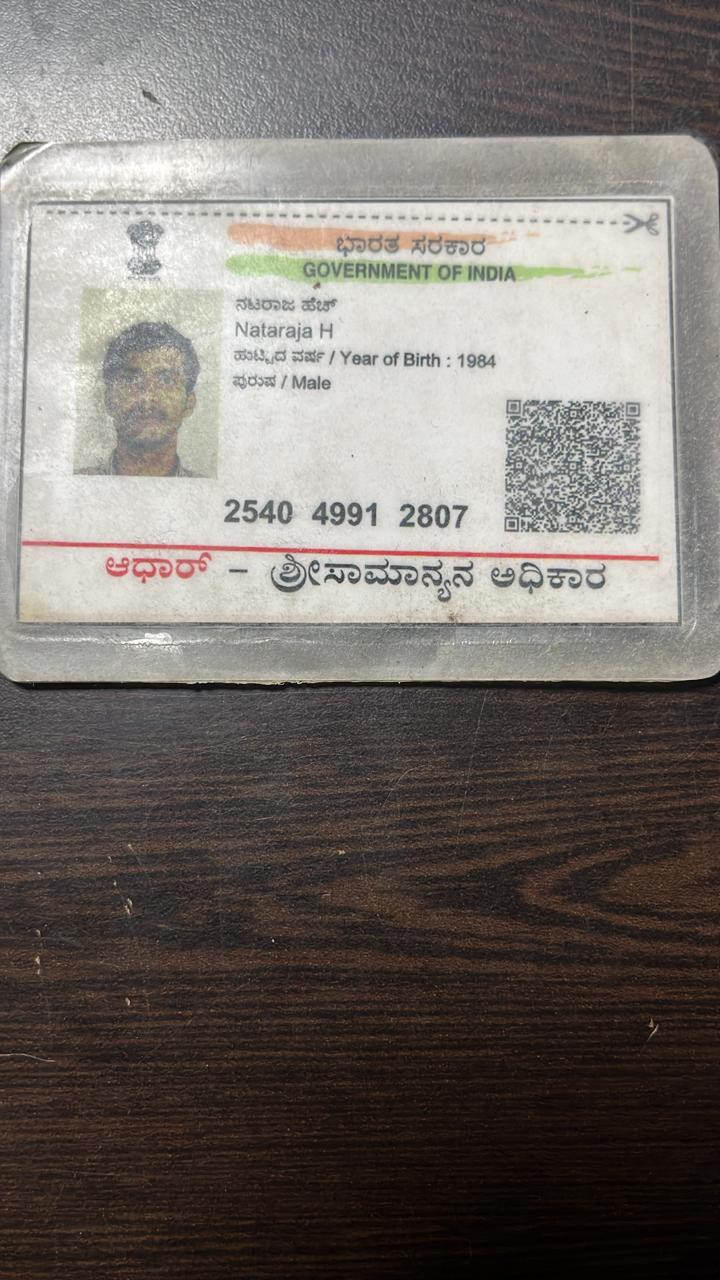 ಭಾರತ ಸರಕಾರ
GOVERNMENT OF INDIA
ನಟರಾಜ ಹೆಚ್
Nataraja H
ಹುಟ್ಟಿದ ವರ್ಷ / Year of Birth : 1984
ಪುರುಷ / Male
2540 4991 2807
ಆಧಾರ್ – ಶ್ರೀಸಾಮಾನ್ಯನ ಅಧಿಕಾರ